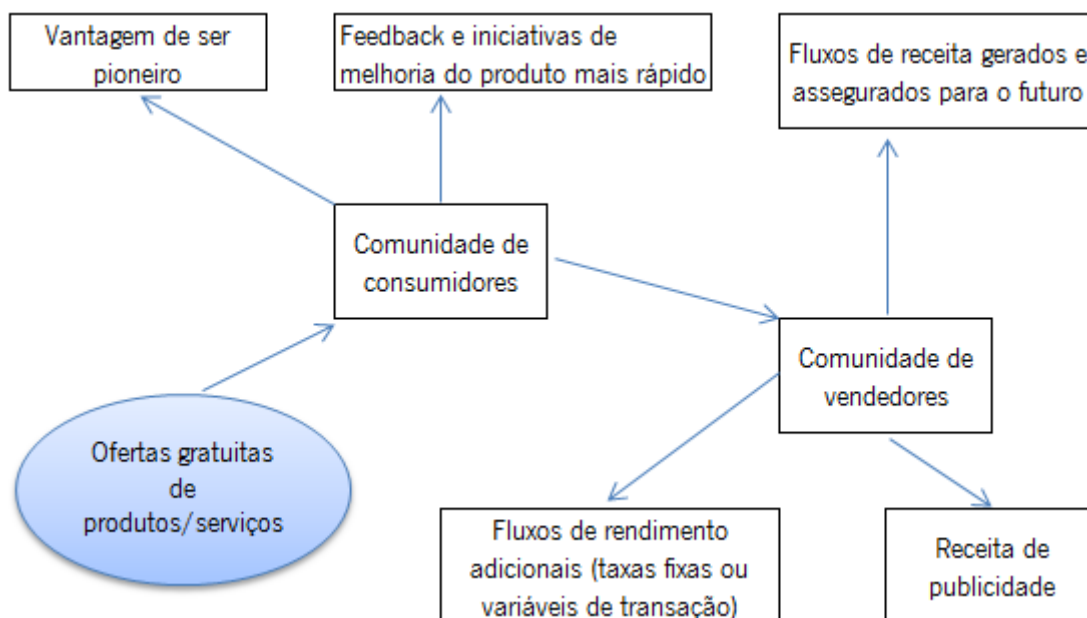 Vantagem de ser
pioneiro
Feedback e iniciativas de
melhoria do produto mais rápido
Fluxos de receita gerados e
assegurados para o futuro
Comunidade de
consumidores
Comunidade de
vendedores
Ofertas gratuitas
de
produtos/serviços
Fluxos de rendimento
adicionais (taxas fixas ou
variáveis de transação)
Receita de
publicidade